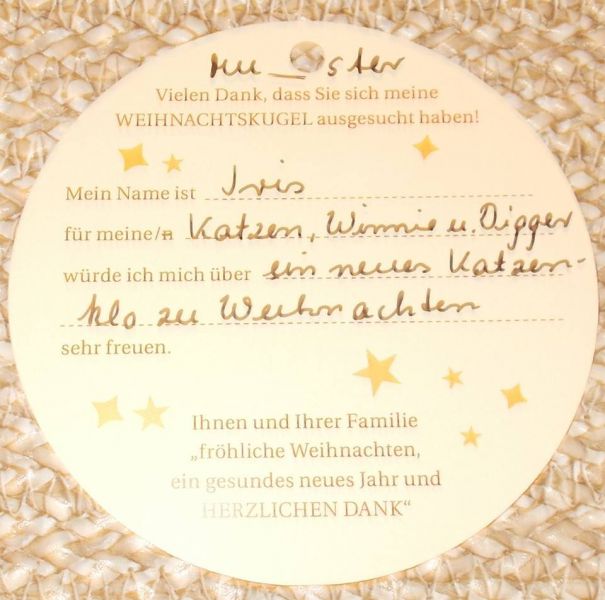 Mu_ster
Vielen Dank, dass Sie sich meine
WEIHNACHTSKUGEL ausgesucht haben!
Mein Name ist Iris
für meine/n Katzen, Winnie u. Digger
würde ich mich über ein neues Katzen-
klo zu Weihnachten
sehr freuen.
Ihnen und Ihrer Familie
„fröhliche Weihnachten,
ein gesundes neues Jahr und
HERZLICHEN DANK“